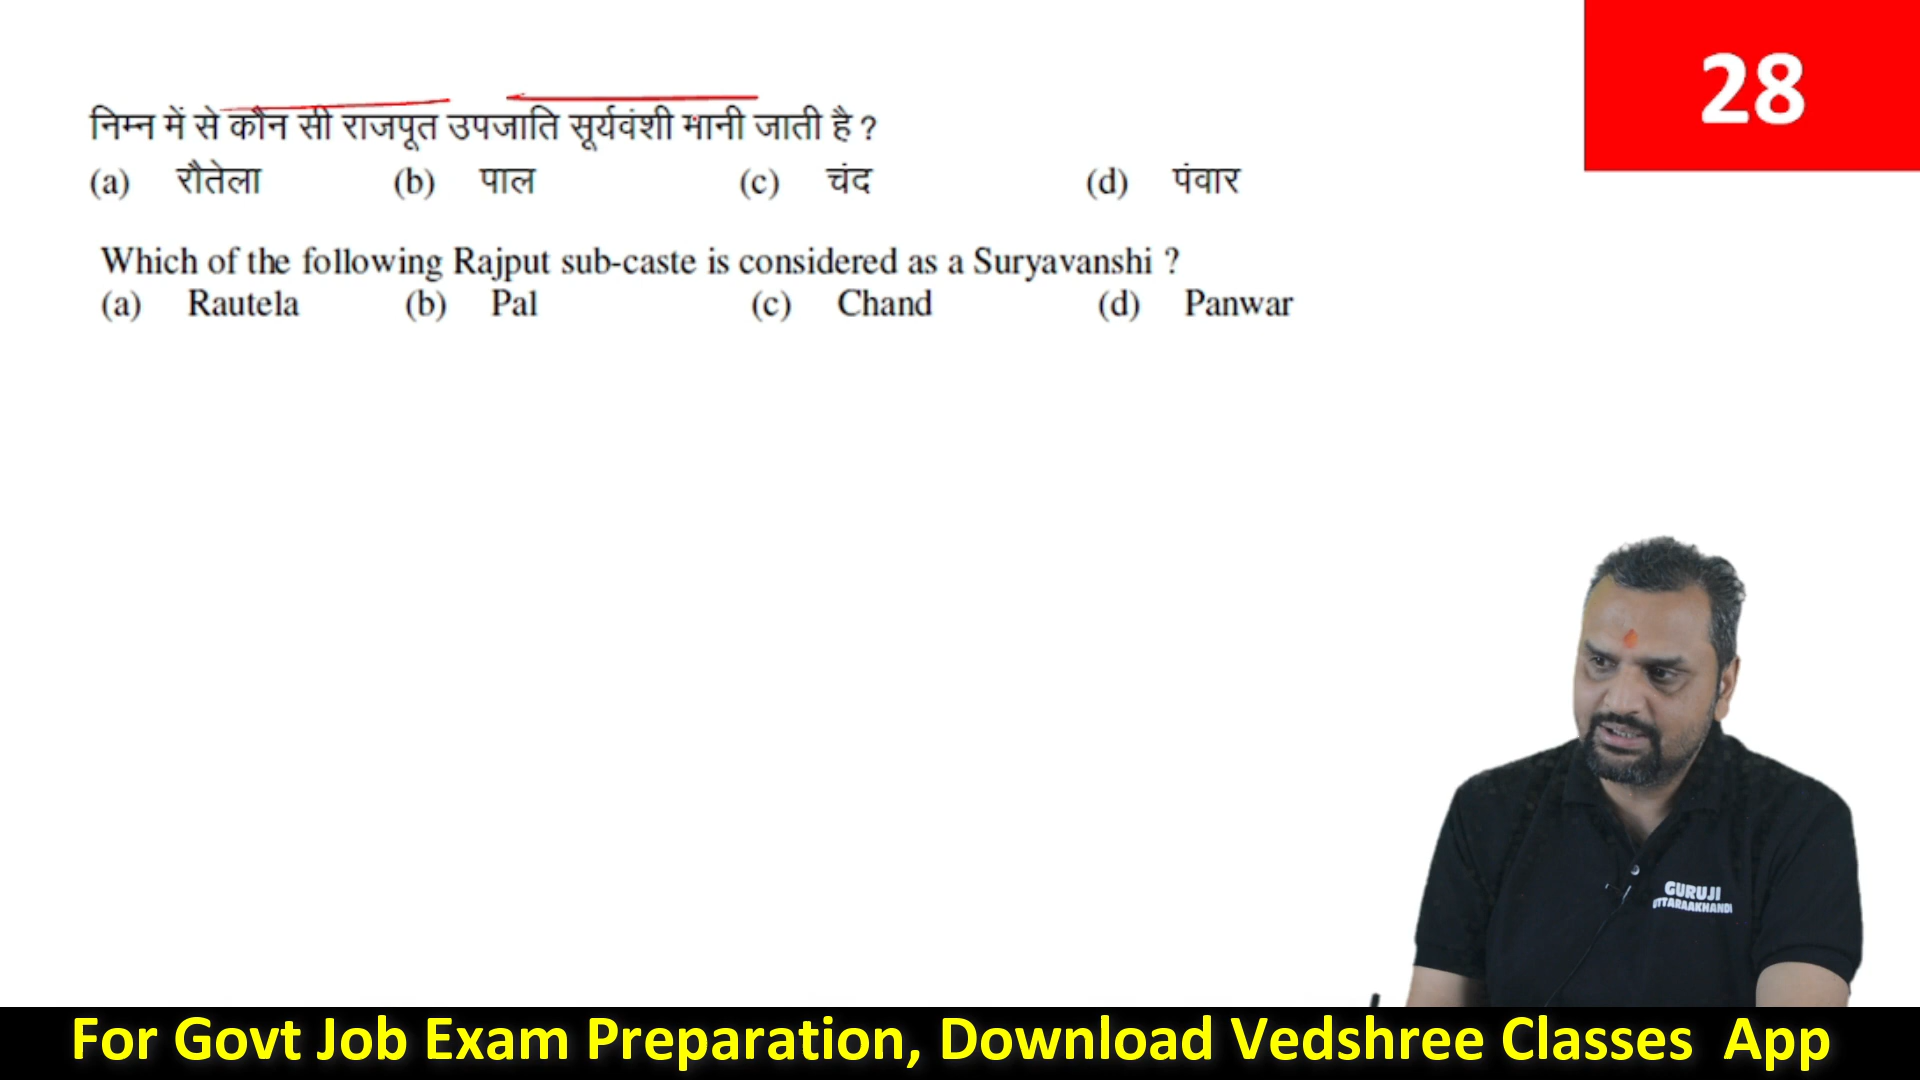 28
निम्न में से कौन सी राजपूत उपजाति सूर्यवंशी मानी जाती है ?
(a) रौतेला (b) पाल (c) चंद (d) पंवार
Which of the following Rajput sub-caste is considered as a Suryavanshi ?
(a) Rautela (b) Pal (c) Chand (d) Panwar
GURUJI
UTTARAAKHANDI
For Govt Job Exam Preparation, Download Vedshree Classes App